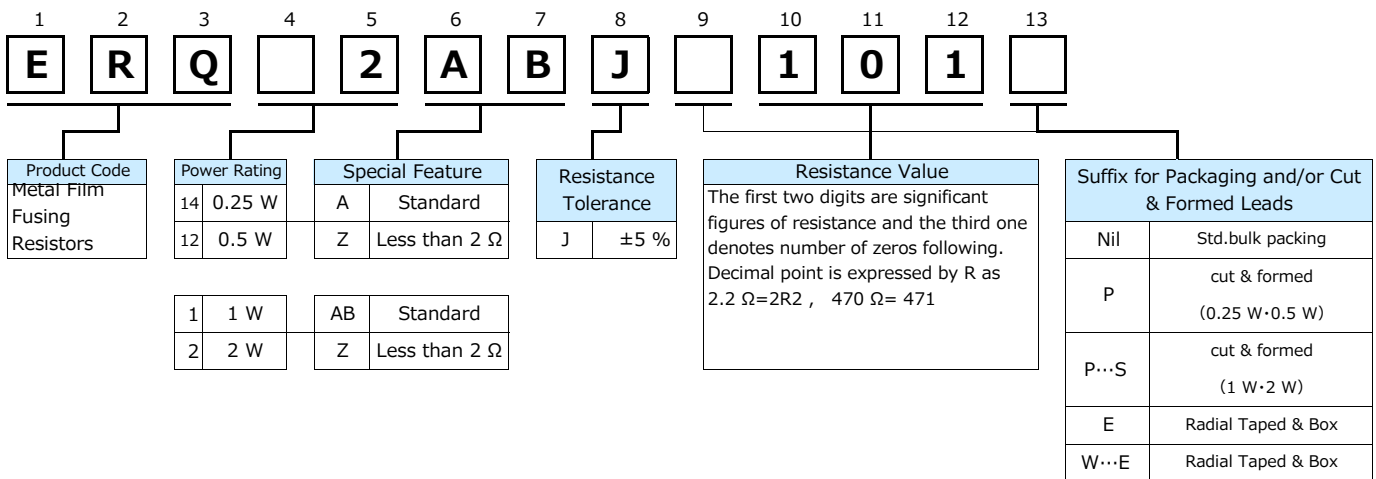 1 2 3 4 5 6 7 8 9 10 11 12 13
E R Q 2 A B J 1 0 1
Product Code
Metal Film
Fusing
Resistors
Power Rating
14 0.25 W
12 0.5 W
1 1 W
2 2 W
Special Feature
A Standard
Z Less than 2 Ω
AB Standard
Z Less than 2 Ω
Resistance
Tolerance
J ±5 %
Resistance Value
The first two digits are significant
figures of resistance and the third one
denotes number of zeros following.
Decimal point is expressed by R as
2.2 Ω=2R2 , 470 Ω= 471
Suffix for Packaging and/or Cut
& Formed Leads
Nil Std.bulk packing
P cut & formed
(0.25 W・0.5 W)
P…S cut & formed
(1 W・2 W)
E Radial Taped & Box
W…E Radial Taped & Box